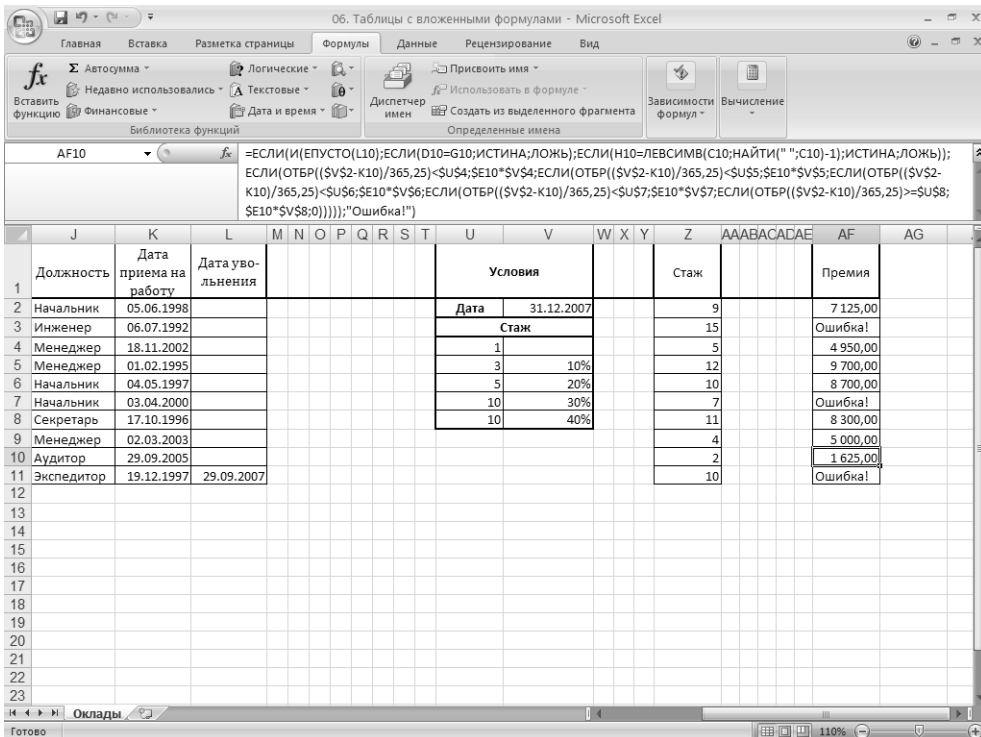 06. Таблицы с вложенными формулами - Microsoft Excel
Главная Вставка Разметка страницы Формулы Данные Рецензирование Вид
fx Вставить функцию
Σ Автосумма
Недавно использовались
Финансовые
Логические
Текстовые
Дата и время
Библиотека функций
Диспетчер имен
Присвоить имя
Использовать в формуле
Создать из выделенного фрагмента
Определенные имена
Зависимости формул
Вычисление
AF10 fx =ЕСЛИ(И(ЕПУСТО(L10);ЕСЛИ(D10=G10;ИСТИНА;ЛОЖЬ);ЕСЛИ(H10=ЛЕВСИМВ(C10;НАЙТИ(" ";C10)-1);ИСТИНА;ЛОЖЬ));
ЕСЛИ(ОТБР(($V$2-K10)/365,25)<$U$4;$E10*$V$4;ЕСЛИ(ОТБР(($V$2-K10)/365,25)<$U$5;$E10*$V$5;ЕСЛИ(ОТБР(($V$2-
K10)/365,25)<$U$6;$E10*$V$6;ЕСЛИ(ОТБР(($V$2-K10)/365,25)<$U$7;$E10*$V$7;ЕСЛИ(ОТБР(($V$2-K10)/365,25)>=$U$8;
$E10*$V$8;0)))));"Ошибка!")
J K L M N O P Q R S T U V W X Y Z AA AB AC AD AE AF AG
1 Должность Дата приема на работу Дата уво-льнения Условия Стаж Премия
2 Начальник 05.06.1998 Дата 31.12.2007 9 7 125,00
3 Инженер 06.07.1992 Стаж 15 Ошибка!
4 Менеджер 18.11.2002 1 5 4 950,00
5 Менеджер 01.02.1995 3 10% 12 9 700,00
6 Начальник 04.05.1997 5 20% 10 8 700,00
7 Начальник 03.04.2000 10 30% 7 Ошибка!
8 Секретарь 17.10.1996 10 40% 11 8 300,00
9 Менеджер 02.03.2003 4 5 000,00
10 Аудитор 29.09.2005 2 1 625,00
11 Экспедитор 19.12.1997 29.09.2007 10 Ошибка!
12
13
14
15
16
17
18
19
20
21
22
23
Оклады
Готово 110%